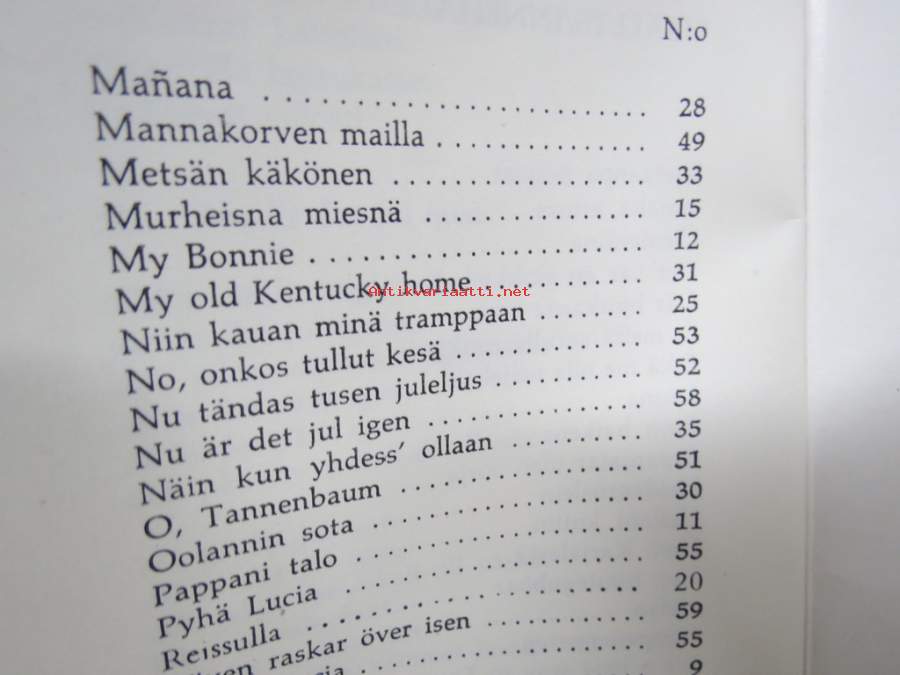 N:o
Mañana . . . . . . . . . . . . . . . . . . . . . . . . 28
Mannakorven mailla . . . . . . . . . . . . . . 49
Metsän käkönen . . . . . . . . . . . . . . . . . 33
Murheisna miesnä . . . . . . . . . . . . . . . 15
My Bonnie . . . . . . . . . . . . . . . . . . . . . . 12
My old Kentucky home . . . . . . . . . . 31
Antikvariaatti.net
Niin kauan minä tramppaan . . . . . . . . 25
No, onkos tullut kesä . . . . . . . . . . . . . 53
Nu tändas tusen juleljus . . . . . . . . . . 52
Nu är det jul igen . . . . . . . . . . . . . . 58
Näin kun yhdess' ollaan . . . . . . . . . 35
O, Tannenbaum . . . . . . . . . . . . . . . . 51
Oolannin sota . . . . . . . . . . . . . . . . . . 30
Pappani talo . . . . . . . . . . . . . . . . . . . 11
Pyhä Lucia . . . . . . . . . . . . . . . . . . . . 55
Reissulla . . . . . . . . . . . . . . . . . . . . . . 20
raskar över isen . . . . . . . . . . . 59
. . . . . . . . . . . . . . . . . . . 55
9